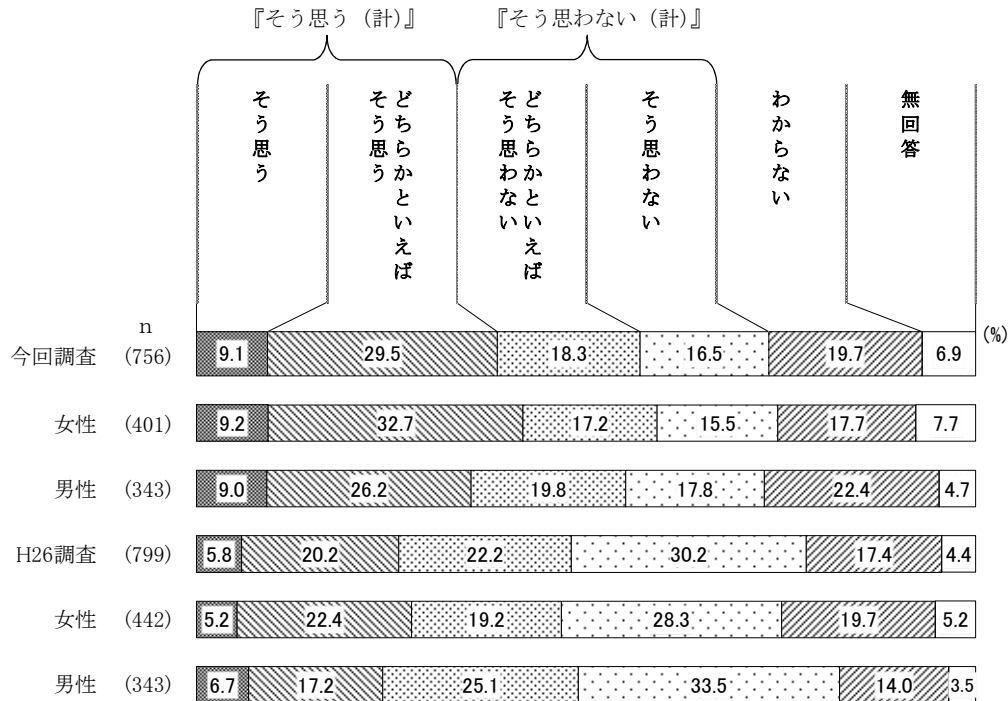 『そう思う（計）』 『そう思わない（計）』
そう思う
どちらかといえば
そう思う
どちらかといえば
そう思わない
そう思わない
わからない
無回答
n
(%)
今回調査 (756) 9.1 29.5 18.3 16.5 19.7 6.9
女性 (401) 9.2 32.7 17.2 15.5 17.7 7.7
男性 (343) 9.0 26.2 19.8 17.8 22.4 4.7
H26調査 (799) 5.8 20.2 22.2 30.2 17.4 4.4
女性 (442) 5.2 22.4 19.2 28.3 19.7 5.2
男性 (343) 6.7 17.2 25.1 33.5 14.0 3.5